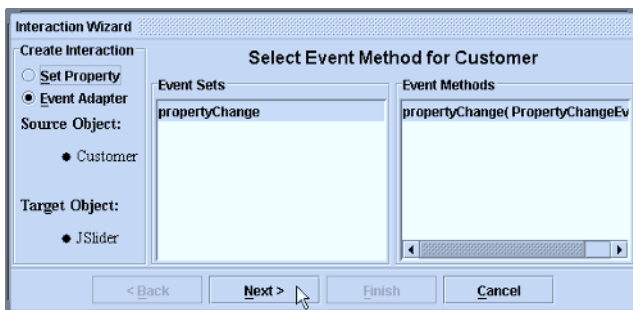 Interaction Wizard
Create Interaction
Set Property
Event Adapter
Source Object:
Customer
Target Object:
JSlider
Select Event Method for Customer
Event Sets
propertyChange
Event Methods
propertyChange( PropertyChangeEv
< Back
Next >
Finish
Cancel